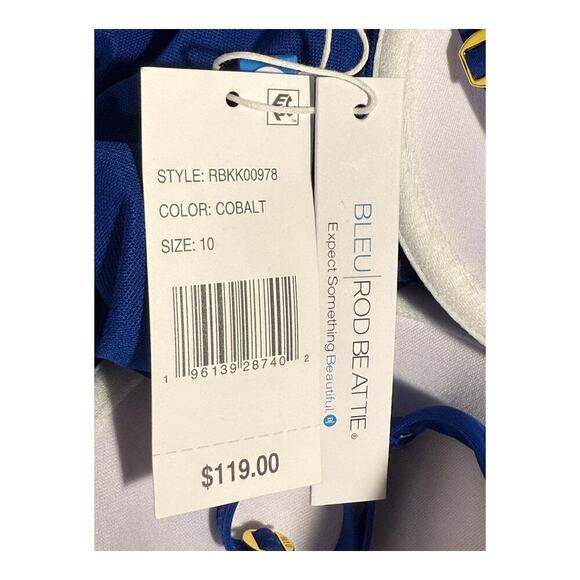 STYLE: RBKK00978
COLOR: COBALT
SIZE: 10
1 96139 28740 2
$119.00
BLEU|ROD BEATTIE®
Expect Something Beautiful.